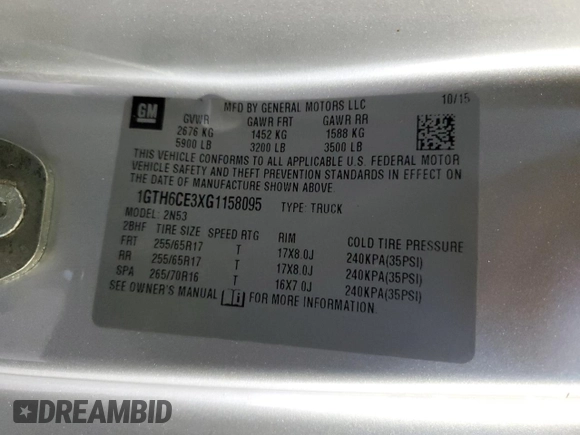 GM
MFD BY GENERAL MOTORS LLC 10/15
GVWR GAWR FRT GAWR RR
2676 KG 1452 KG 1588 KG
5900 LB 3200 LB 3500 LB
THIS VEHICLE CONFORMS TO ALL APPLICABLE U.S. FEDERAL MOTOR
VEHICLE SAFETY AND THEFT PREVENTION STANDARDS IN EFFECT ON
THE DATE OF MANUFACTURE SHOWN ABOVE.
1GTH6CE3XG1158095 TYPE: TRUCK
MODEL: 2N53
2BHF TIRE SIZE SPEED RTG RIM COLD TIRE PRESSURE
FRT 255/65R17 T 17X8.0J 240KPA(35PSI)
RR 255/65R17 T 17X8.0J 240KPA(35PSI)
SPA 265/70R16 T 16X7.0J 240KPA(35PSI)
SEE OWNER'S MANUAL FOR MORE INFORMATION.
DREAMBID